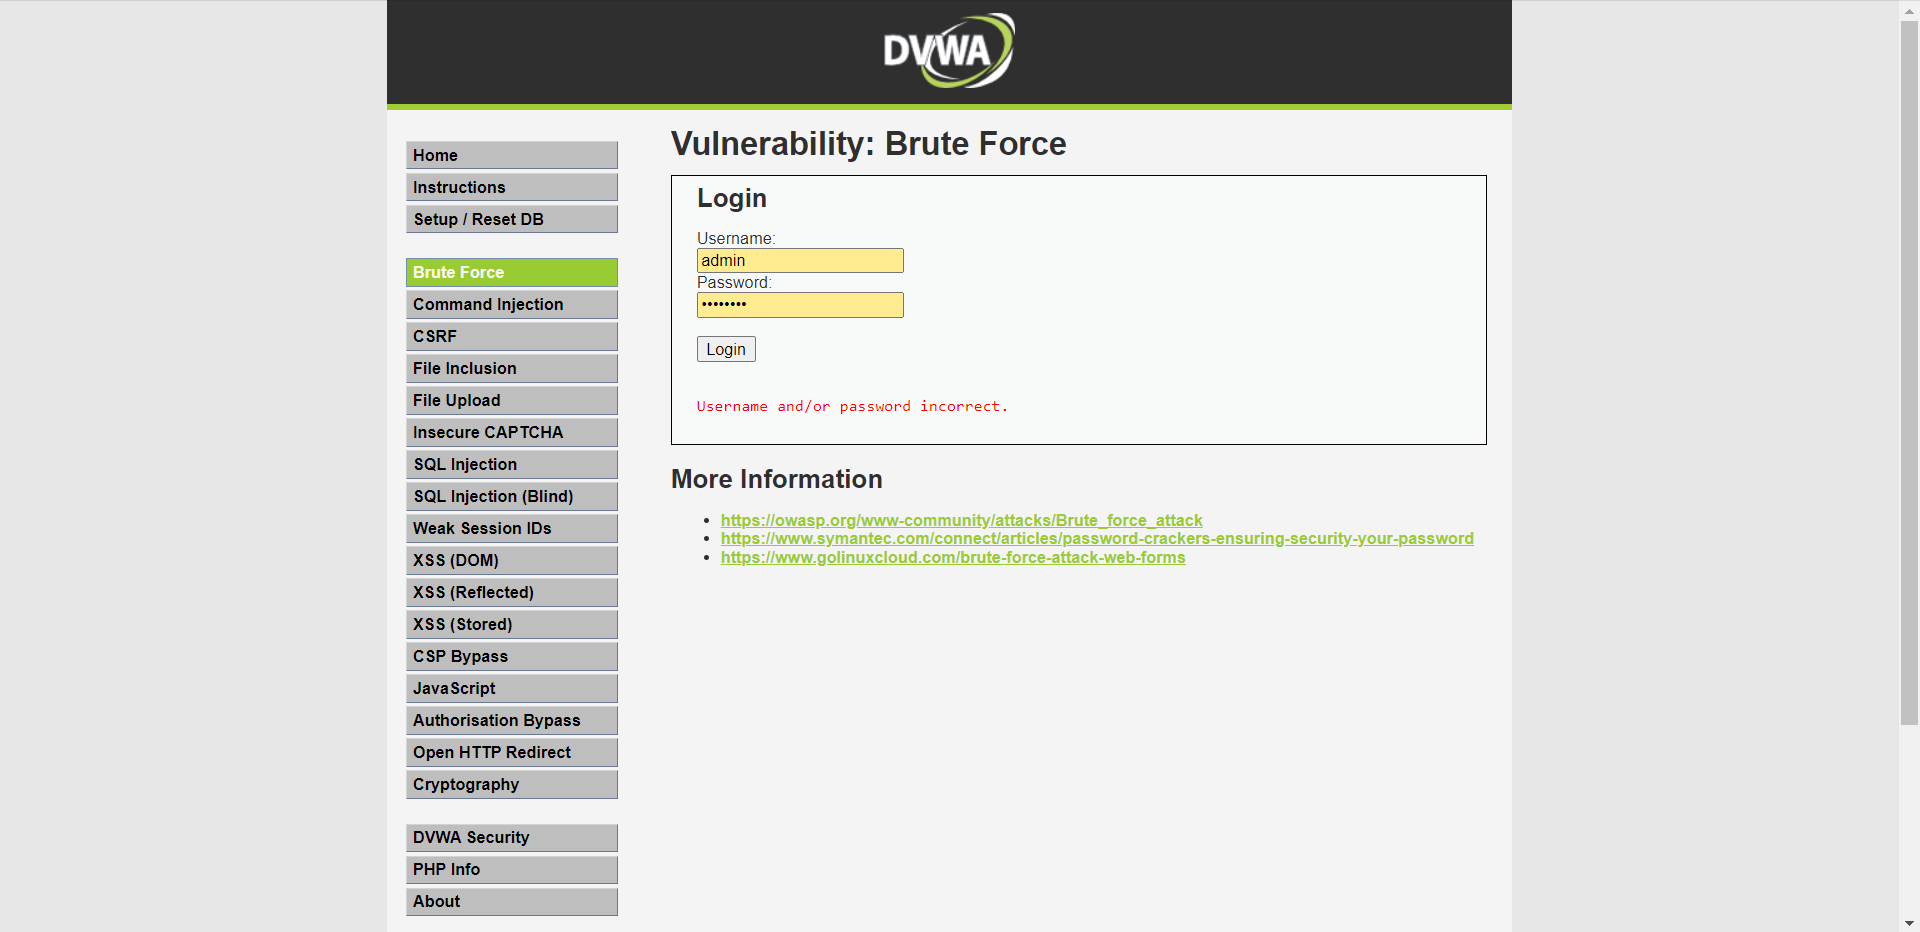 DVWA
Home
Instructions
Setup / Reset DB
Brute Force
Command Injection
CSRF
File Inclusion
File Upload
Insecure CAPTCHA
SQL Injection
SQL Injection (Blind)
Weak Session IDs
XSS (DOM)
XSS (Reflected)
XSS (Stored)
CSP Bypass
JavaScript
Authorisation Bypass
Open HTTP Redirect
Cryptography
DVWA Security
PHP Info
About
Vulnerability: Brute Force
Login
Username:
admin
Password:
••••••••
Login
Username and/or password incorrect.
More Information
• https://owasp.org/www-community/attacks/Brute_force_attack
• https://www.symantec.com/connect/articles/password-crackers-ensuring-security-your-password
• https://www.golinuxcloud.com/brute-force-attack-web-forms